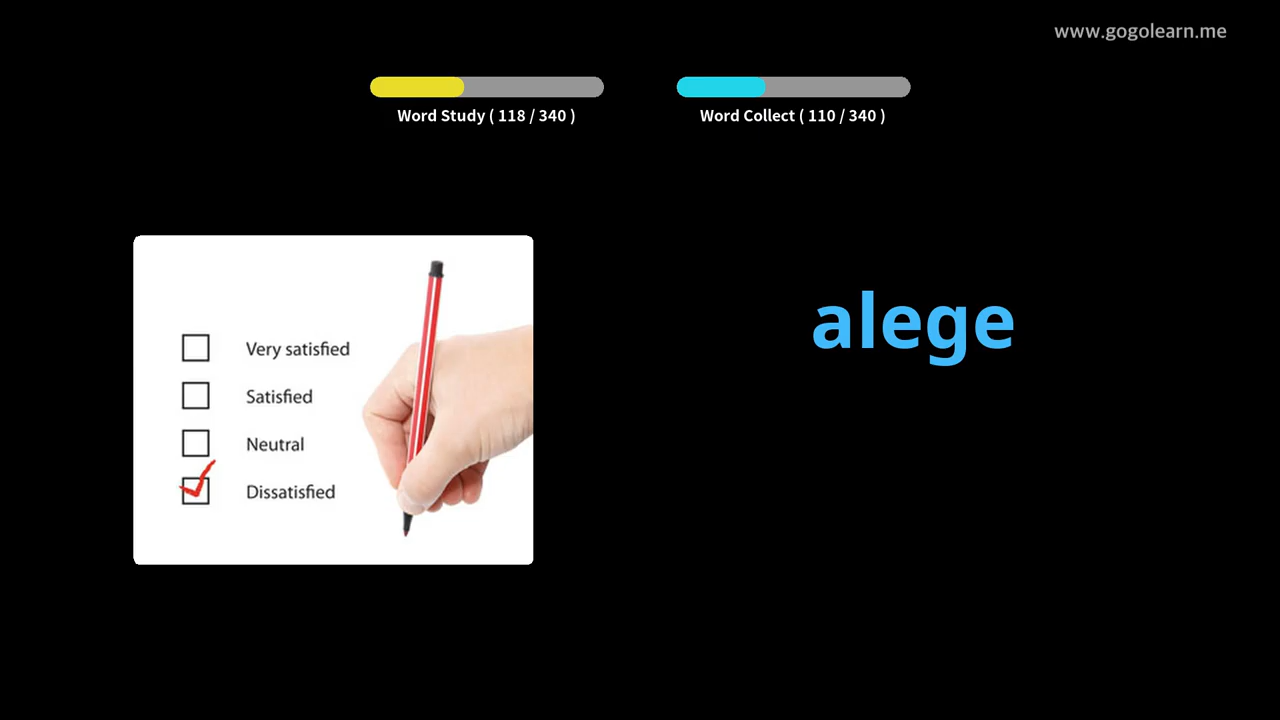 www.gogolearn.me
Word Study ( 118 / 340 )
Word Collect ( 110 / 340 )
alege
Very satisfied
Satisfied
Neutral
Dissatisfied